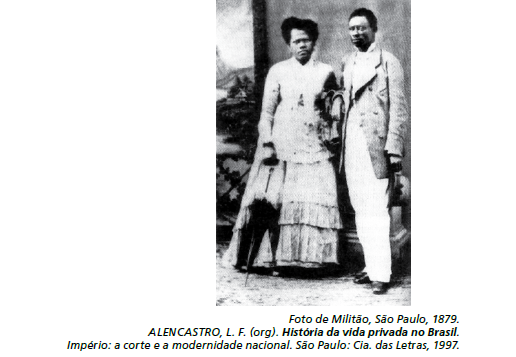 Foto de Militão, São Paulo, 1879.
ALENCASTRO, L. F. (org). História da vida privada no Brasil.
Império: a corte e a modernidade nacional. São Paulo: Cia. das Letras, 1997.